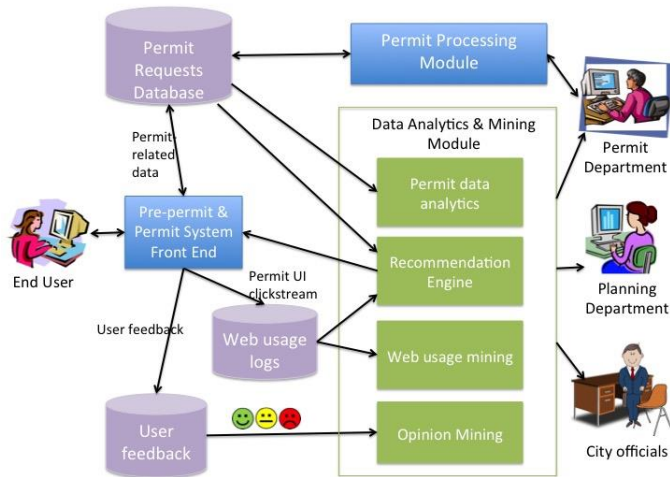 Permit
Requests
Database
Permit Processing
Module
Permit
Department
Data Analytics & Mining
Module
Permit-
related
data
Permit data
analytics
Pre-permit &
Permit System
Front End
End User
Recommendation
Engine
Planning
Department
Permit UI
clickstream
User feedback
Web usage
logs
Web usage mining
User
feedback
Opinion Mining
City officials